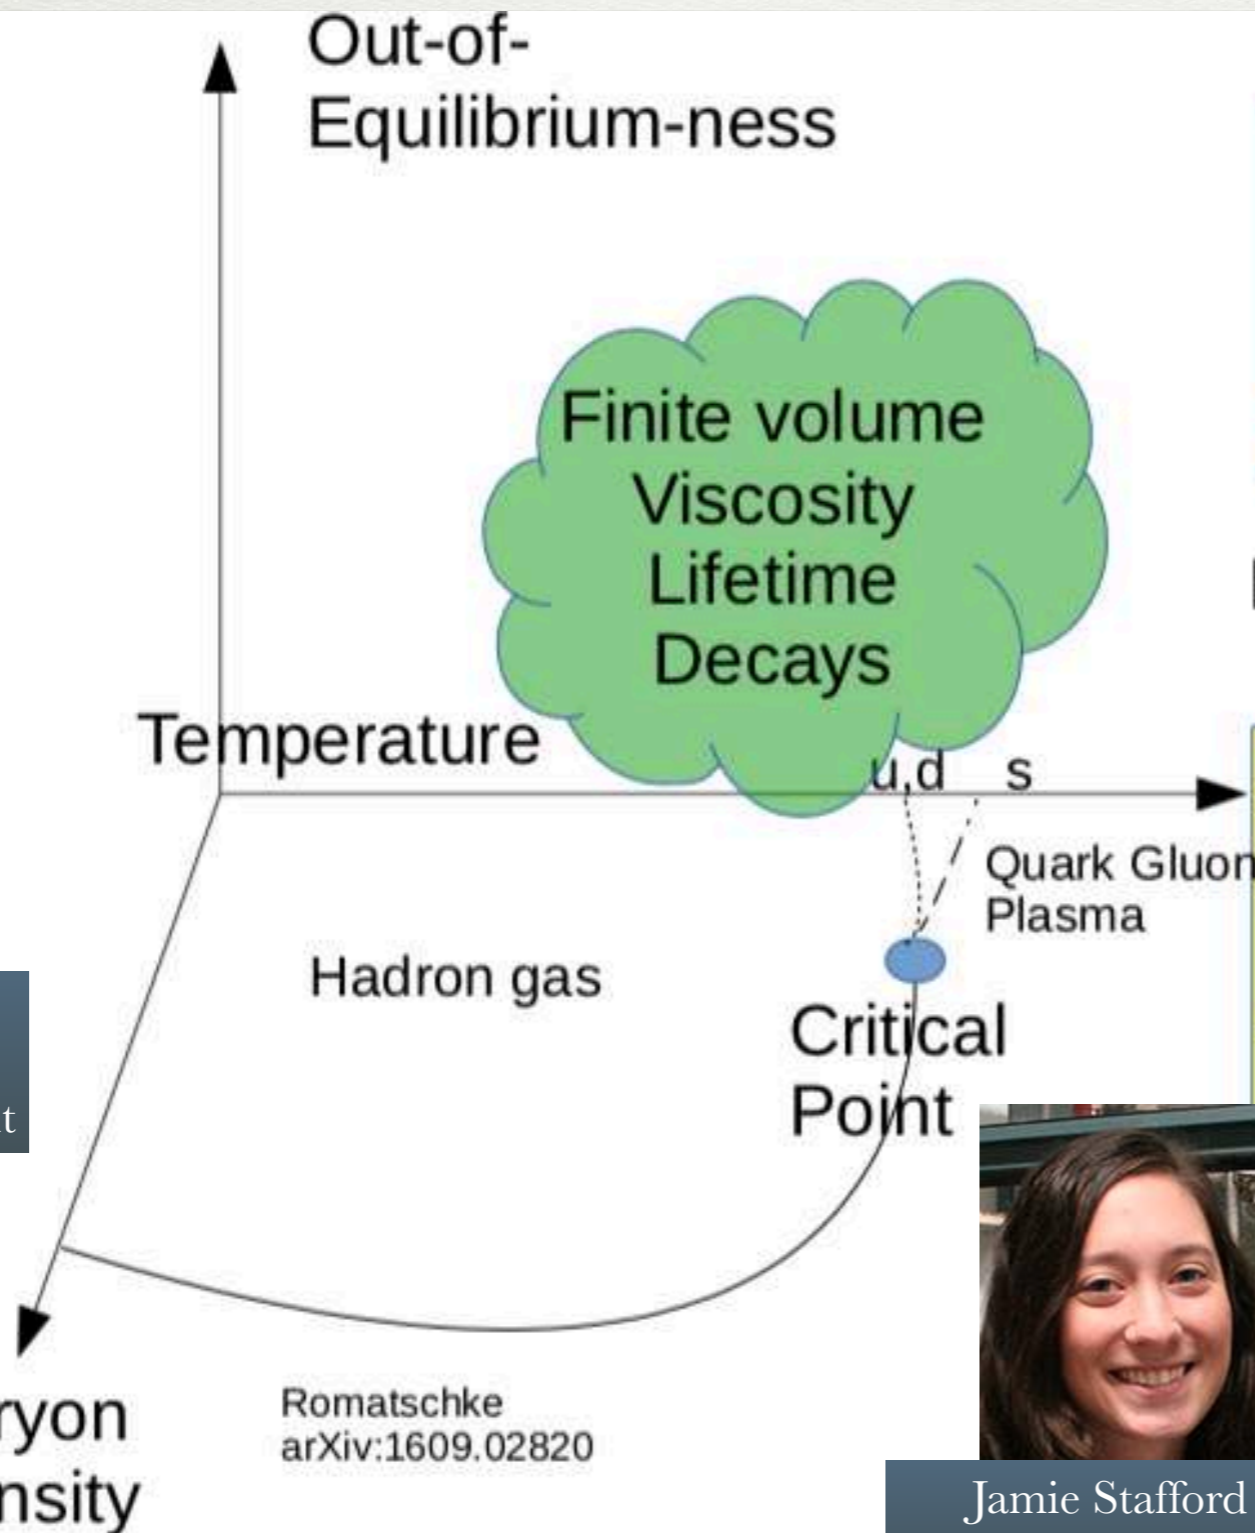 Out-of-
Equilibrium-ness
Finite volume
Viscosity
Lifetime
Decays
Temperature
u,d s
Quark Gluon
Plasma
Hadron gas
Critical
Point
t
ryon
nsity
Romatschke
arXiv:1609.02820
Jamie Stafford